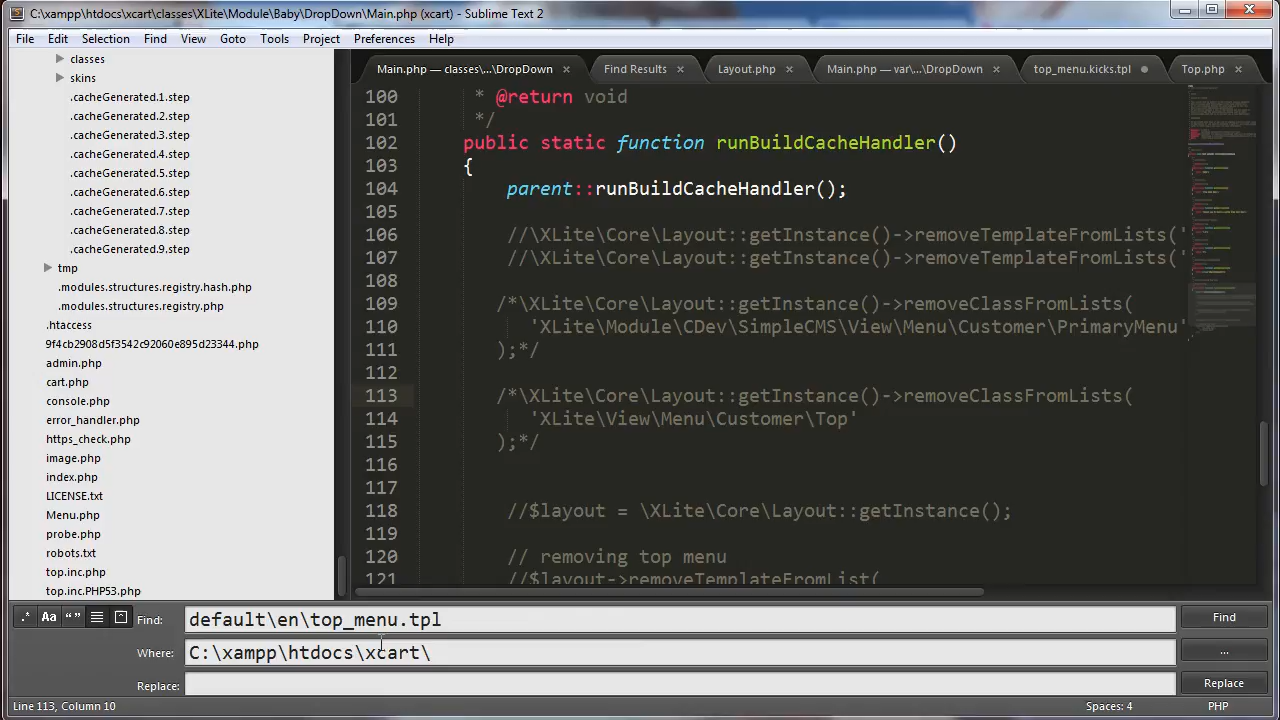 C:\xampp\htdocs\xcart\classes\XLite\Module\Baby\DropDown\Main.php (xcart) - Sublime Text 2
File Edit Selection Find View Goto Tools Project Preferences Help
classes
skins
.cacheGenerated.1.step
.cacheGenerated.2.step
.cacheGenerated.3.step
.cacheGenerated.4.step
.cacheGenerated.5.step
.cacheGenerated.6.step
.cacheGenerated.7.step
.cacheGenerated.8.step
.cacheGenerated.9.step
tmp
.modules.structures.registry.hash.php
.modules.structures.registry.php
.htaccess
9f4cb2908d5f3542c92060e895d23344.php
admin.php
cart.php
console.php
error_handler.php
https_check.php
image.php
index.php
LICENSE.txt
Menu.php
probe.php
robots.txt
top.inc.php
top.inc.PHP53.php
Main.php — classes\...\DropDown × Find Results × Layout.php × Main.php — var\...\DropDown × top_menu.kicks.tpl Top.php ×
100 * @return void
101 */
102 public static function runBuildCacheHandler()
103 {
104 parent::runBuildCacheHandler();
105
106 //\XLite\Core\Layout::getInstance()->removeTemplateFromLists('
107 //\XLite\Core\Layout::getInstance()->removeTemplateFromLists('
108
109 /*\XLite\Core\Layout::getInstance()->removeClassFromLists(
110 'XLite\Module\CDev\SimpleCMS\View\Menu\Customer\PrimaryMenu'
111 );*/
112
113 /*\XLite\Core\Layout::getInstance()->removeClassFromLists(
114 'XLite\View\Menu\Customer\Top'
115 );*/
116
117
118 //$layout = \XLite\Core\Layout::getInstance();
119
120 // removing top menu
121 //$layout->removeTemplateFromList(
.* Aa “” Find: default\en\top_menu.tpl Find
Where: C:\xampp\htdocs\xcart\ ...
Replace: Replace
Line 113, Column 10 Spaces: 4 PHP